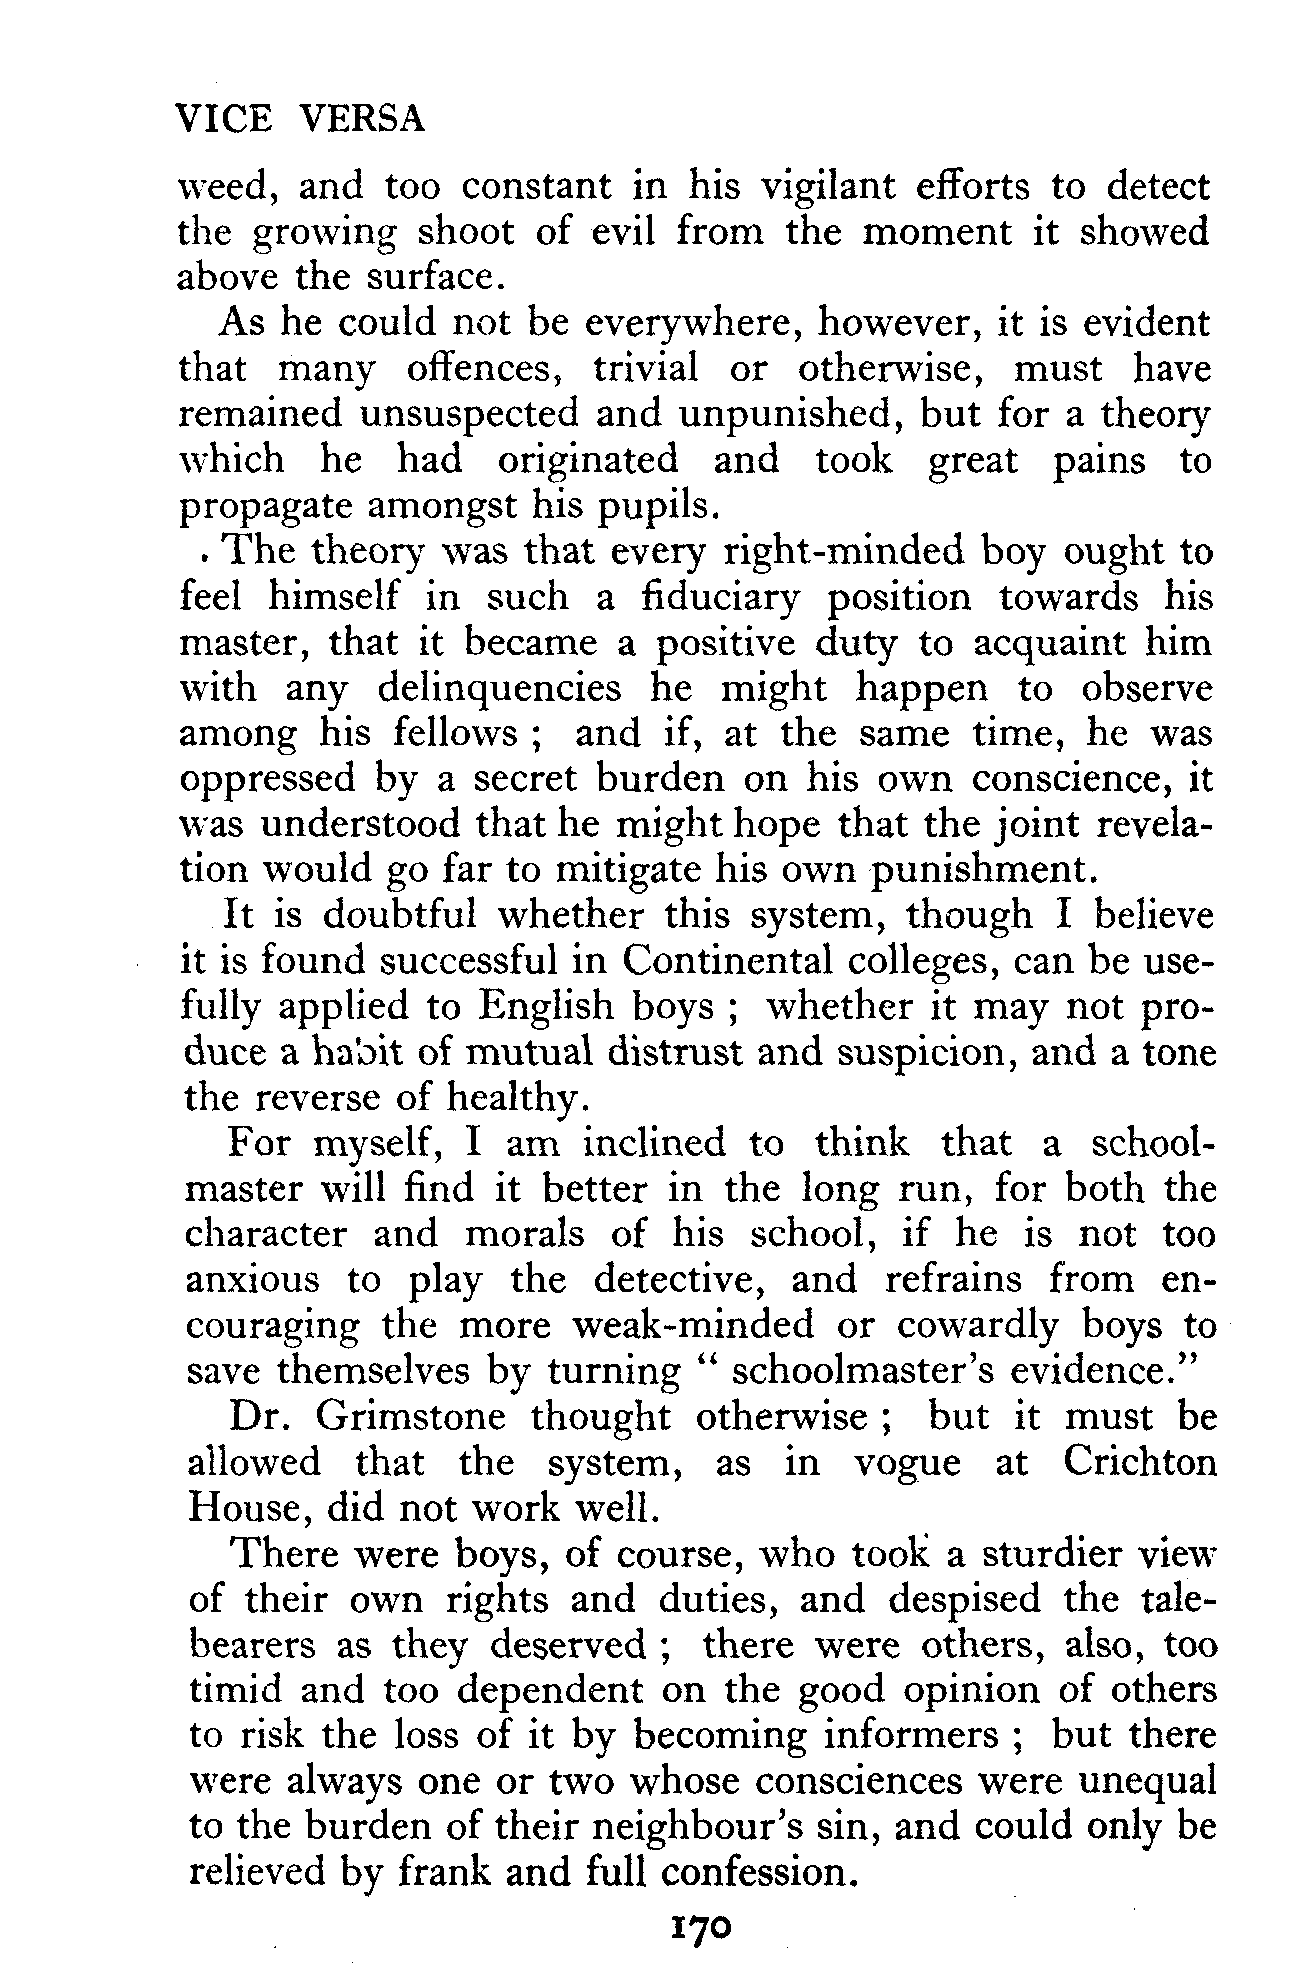 VICE VERSA
weed, and too constant in his vigilant efforts to detect
the growing shoot of evil from the moment it showed
above the surface.
As he could not be everywhere, however, it is evident
that many offences, trivial or otherwise, must have
remained unsuspected and unpunished, but for a theory
which he had originated and took great pains to
propagate amongst his pupils.
. The theory was that every right-minded boy ought to
feel himself in such a fiduciary position towards his
master, that it became a positive duty to acquaint him
with any delinquencies he might happen to observe
among his fellows ; and if, at the same time, he was
oppressed by a secret burden on his own conscience, it
was understood that he might hope that the joint revela-
tion would go far to mitigate his own punishment.
It is doubtful whether this system, though I believe
it is found successful in Continental colleges, can be use-
fully applied to English boys ; whether it may not pro-
duce a habit of mutual distrust and suspicion, and a tone
the reverse of healthy.
For myself, I am inclined to think that a school-
master will find it better in the long run, for both the
character and morals of his school, if he is not too
anxious to play the detective, and refrains from en-
couraging the more weak-minded or cowardly boys to
save themselves by turning “ schoolmaster's evidence.”
Dr. Grimstone thought otherwise ; but it must be
allowed that the system, as in vogue at Crichton
House, did not work well.
There were boys, of course, who took a sturdier view
of their own rights and duties, and despised the tale-
bearers as they deserved ; there were others, also, too
timid and too dependent on the good opinion of others
to risk the loss of it by becoming informers ; but there
were always one or two whose consciences were unequal
to the burden of their neighbour's sin, and could only be
relieved by frank and full confession.
170